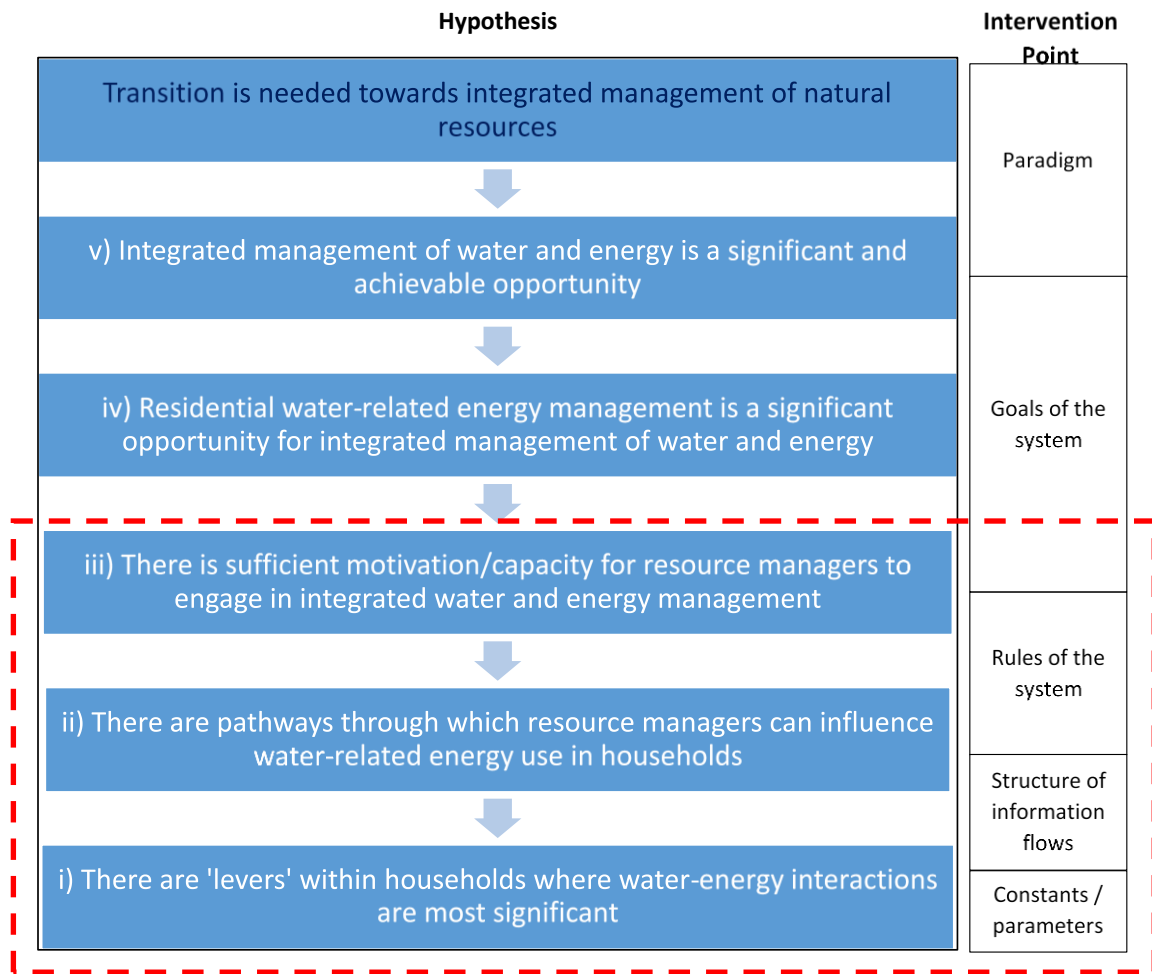 Hypothesis
Intervention
Point
Transition is needed towards integrated management of natural
resources
Paradigm
v) Integrated management of water and energy is a significant and
achievable opportunity
iv) Residential water-related energy management is a significant
opportunity for integrated management of water and energy
Goals of the
system
iii) There is sufficient motivation/capacity for resource managers to
engage in integrated water and energy management
Rules of the
system
ii) There are pathways through which resource managers can influence
water-related energy use in households
Structure of
information
flows
i) There are 'levers' within households where water-energy interactions
are most significant
Constants /
parameters